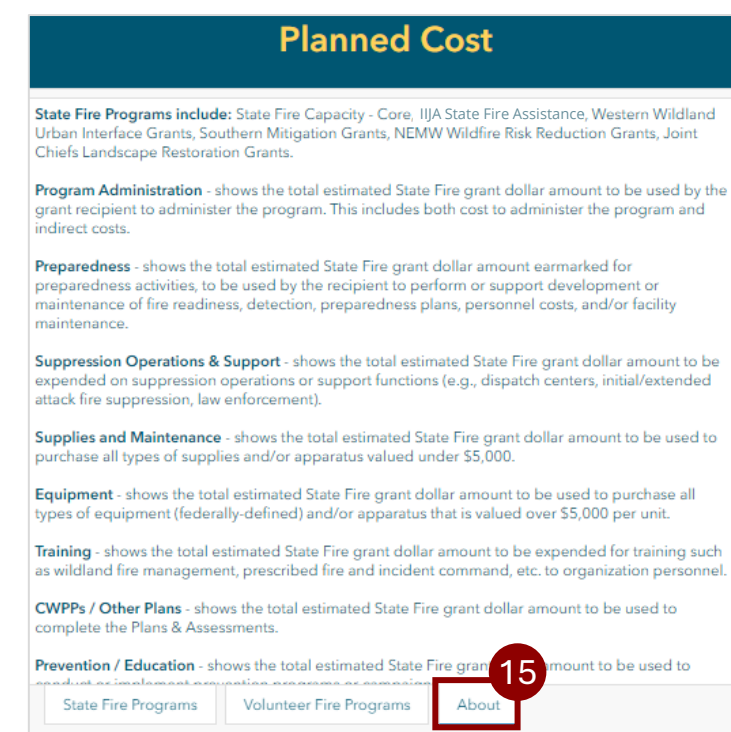 Planned Cost
State Fire Programs include: State Fire Capacity - Core, IIJA State Fire Assistance, Western Wildland
Urban Interface Grants, Southern Mitigation Grants, NEMW Wildfire Risk Reduction Grants, Joint
Chiefs Landscape Restoration Grants.
Program Administration - shows the total estimated State Fire grant dollar amount to be used by the
grant recipient to administer the program. This includes both cost to administer the program and
indirect costs.
Preparedness - shows the total estimated State Fire grant dollar amount earmarked for
preparedness activities, to be used by the recipient to perform or support development or
maintenance of fire readiness, detection, preparedness plans, personnel costs, and/or facility
maintenance.
Suppression Operations & Support - shows the total estimated State Fire grant dollar amount to be
expended on suppression operations or support functions (e.g., dispatch centers, initial/extended
attack fire suppression, law enforcement).
Supplies and Maintenance - shows the total estimated State Fire grant dollar amount to be used to
purchase all types of supplies and/or apparatus valued under $5,000.
Equipment - shows the total estimated State Fire grant dollar amount to be used to purchase all
types of equipment (federally-defined) and/or apparatus that is valued over $5,000 per unit.
Training - shows the total estimated State Fire grant dollar amount to be expended for training such
as wildland fire management, prescribed fire and incident command, etc. to organization personnel.
CWPPs / Other Plans - shows the total estimated State Fire grant dollar amount to be used to
complete the Plans & Assessments.
Prevention / Education - shows the total estimated State Fire grant amount to be used to
15
State Fire Programs
Volunteer Fire Programs
About